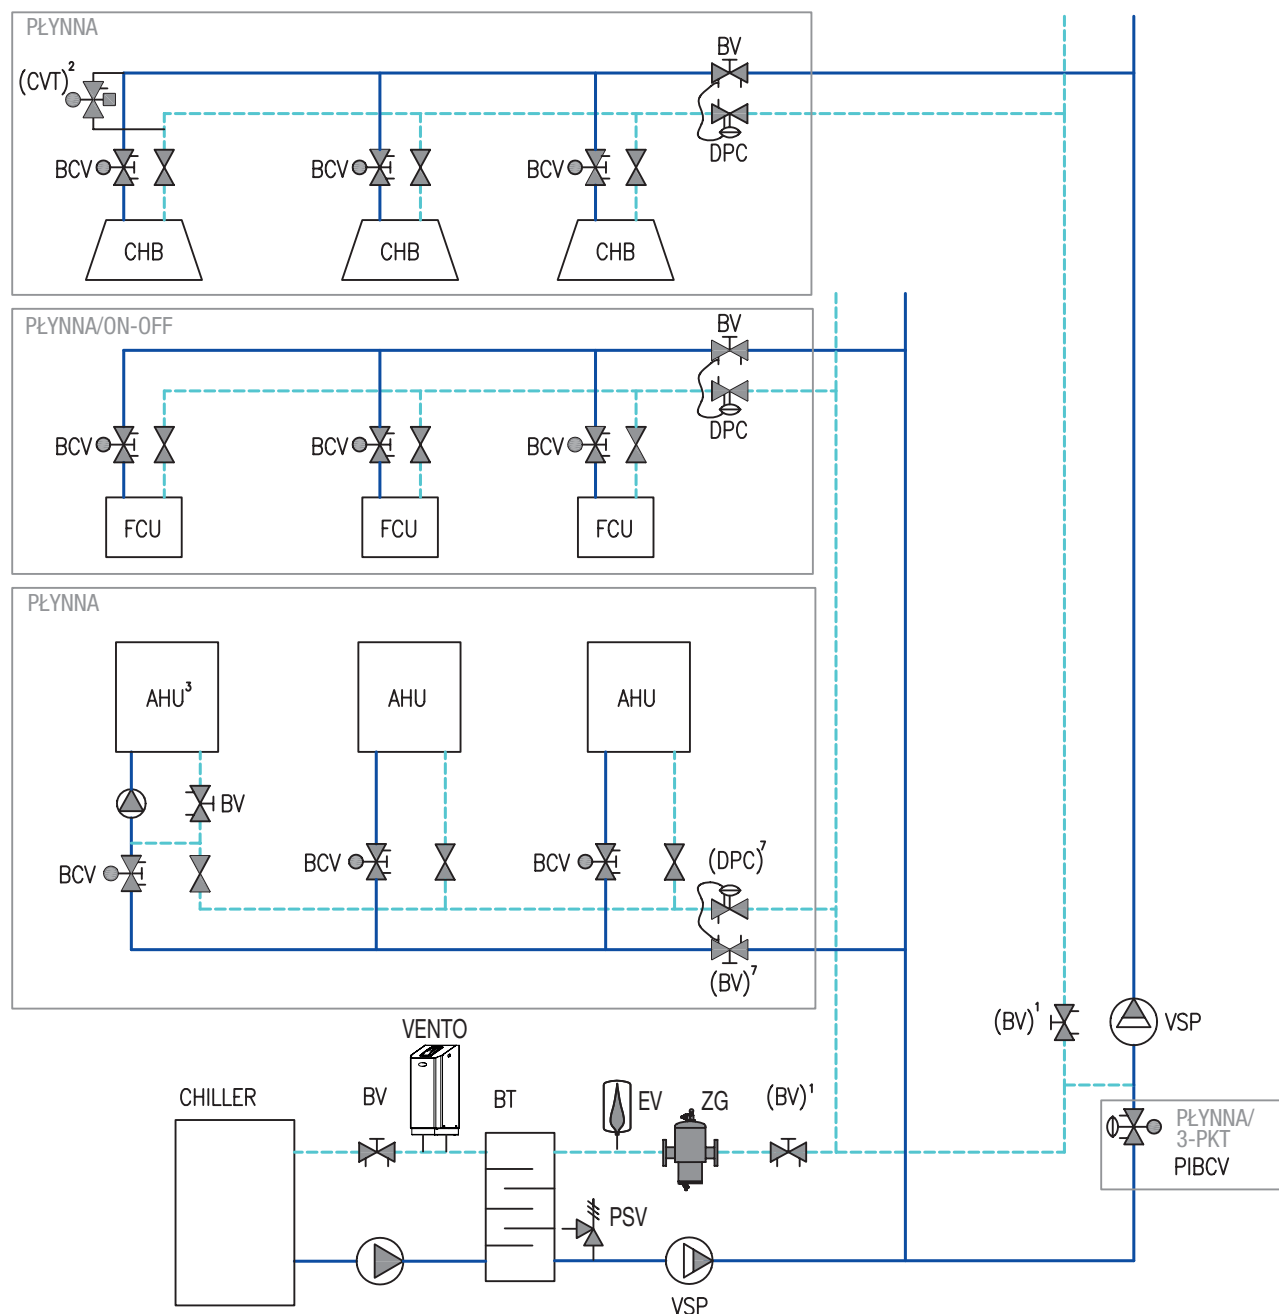 PŁYNNA
(CVT)²
BV
DPC
BCV
BCV
BCV
CHB
CHB
CHB
PŁYNNA/ON-OFF
BV
DPC
BCV
BCV
BCV
FCU
FCU
FCU
PŁYNNA
AHU³
AHU
AHU
BV
BCV
BCV
BCV
(DPC)⁷
(BV)⁷
(BV)¹
VSP
VENTO
CHILLER
BV
BT
EV
ZG
(BV)¹
PŁYNNA/
3-PKT
PIBCV
PSV
VSP